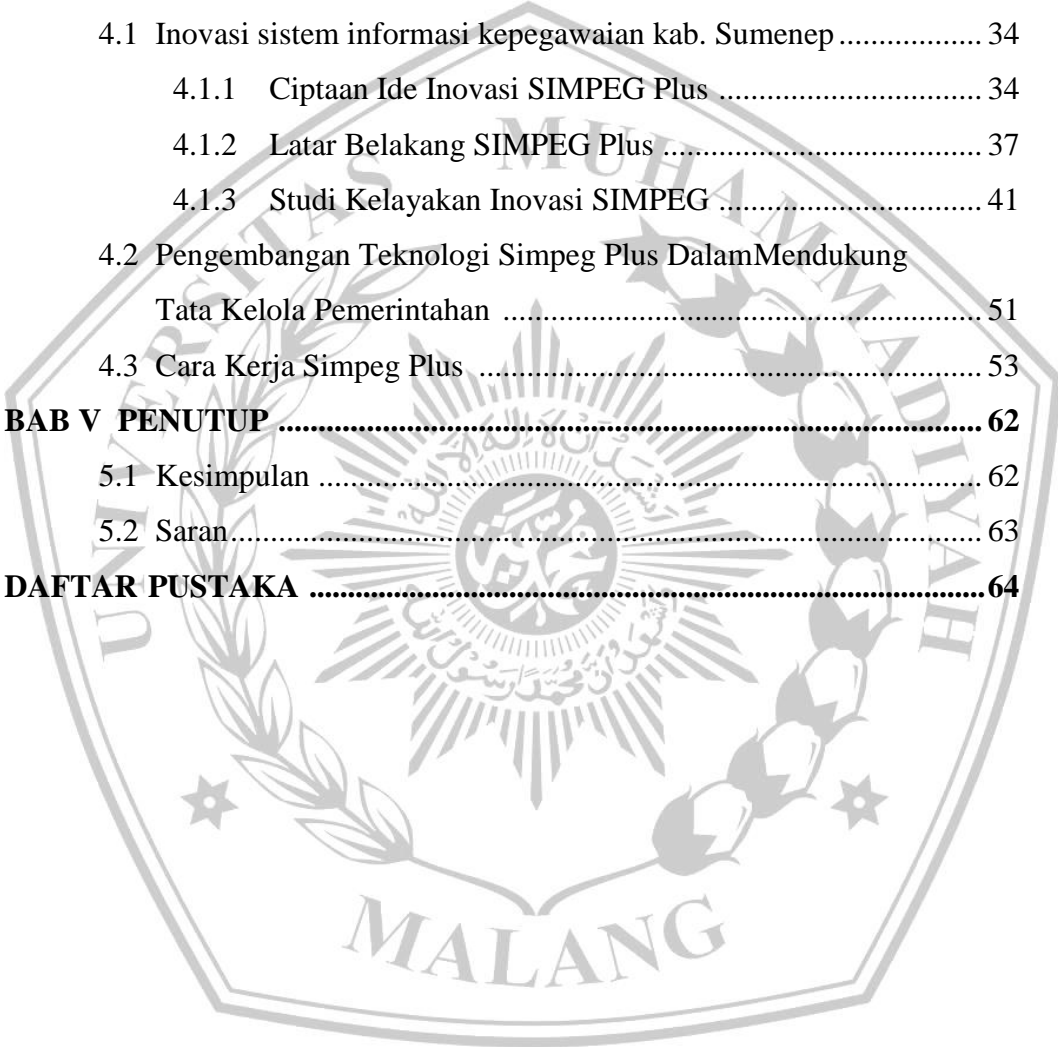 4.1 Inovasi sistem informasi kepegawaian kab. Sumenep ................. 34
4.1.1 Ciptaan Ide Inovasi SIMPEG Plus ............................... 34
4.1.2 Latar Belakang SIMPEG Plus ..................................... 37
4.1.3 Studi Kelayakan Inovasi SIMPEG ............................... 41
4.2 Pengembangan Teknologi Simpeg Plus DalamMendukung
Tata Kelola Pemerintahan ......................................................... 51
4.3 Cara Kerja Simpeg Plus ............................................................ 53
BAB V PENUTUP ................................................................................... 62
5.1 Kesimpulan ............................................................................... 62
5.2 Saran ......................................................................................... 63
DAFTAR PUSTAKA ................................................................................ 64
UNIVERSITAS MUHAMMADIYAH
MALANG